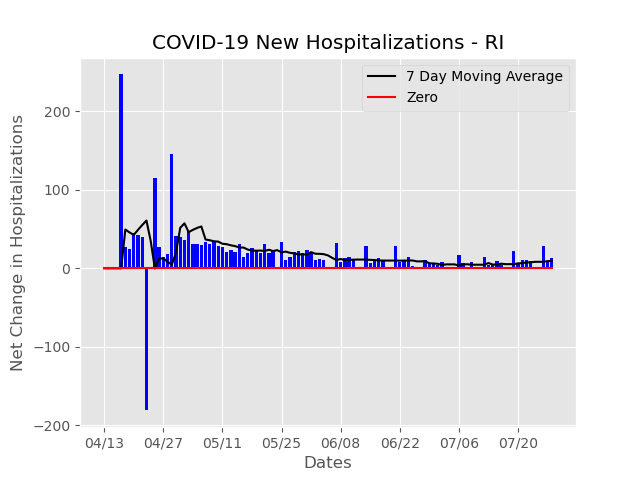 COVID-19 New Hospitalizations - RI
7 Day Moving Average
Zero
Net Change in Hospitalizations
200
100
0
−100
−200
04/13 04/27 05/11 05/25 06/08 06/22 07/06 07/20
Dates